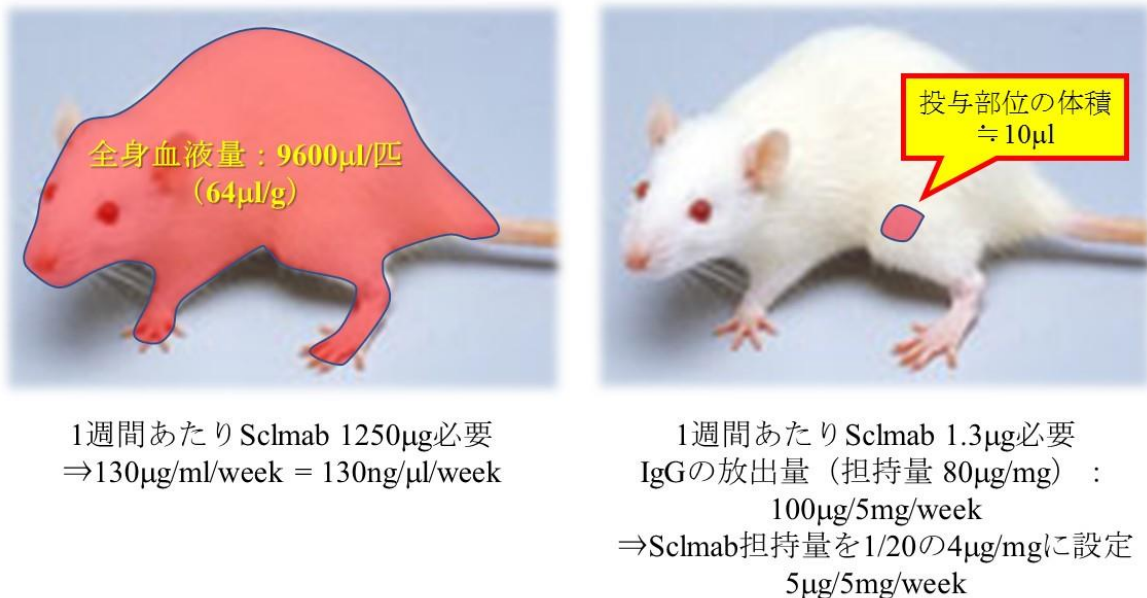 全身血液量：9600μl/匹
（64μl/g）
投与部位の体積
≒10μl
1週間あたりSclmab 1250μg必要
⇒130μg/ml/week = 130ng/μl/week
1週間あたりSclmab 1.3μg必要
IgGの放出量（担持量 80μg/mg）：
100μg/5mg/week
⇒Sclmab担持量を1/20の4μg/mgに設定
5μg/5mg/week